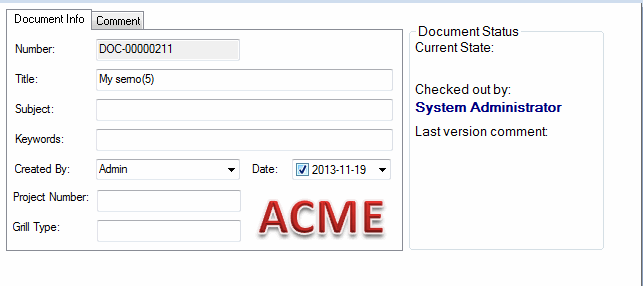 Document Info Comment
Number: DOC-00000211
Title: My semo(5)
Subject:
Keywords:
Created By: Admin Date: 2013-11-19
Project Number:
Grill Type:
ACME
Document Status
Current State:
Checked out by:
System Administrator
Last version comment: